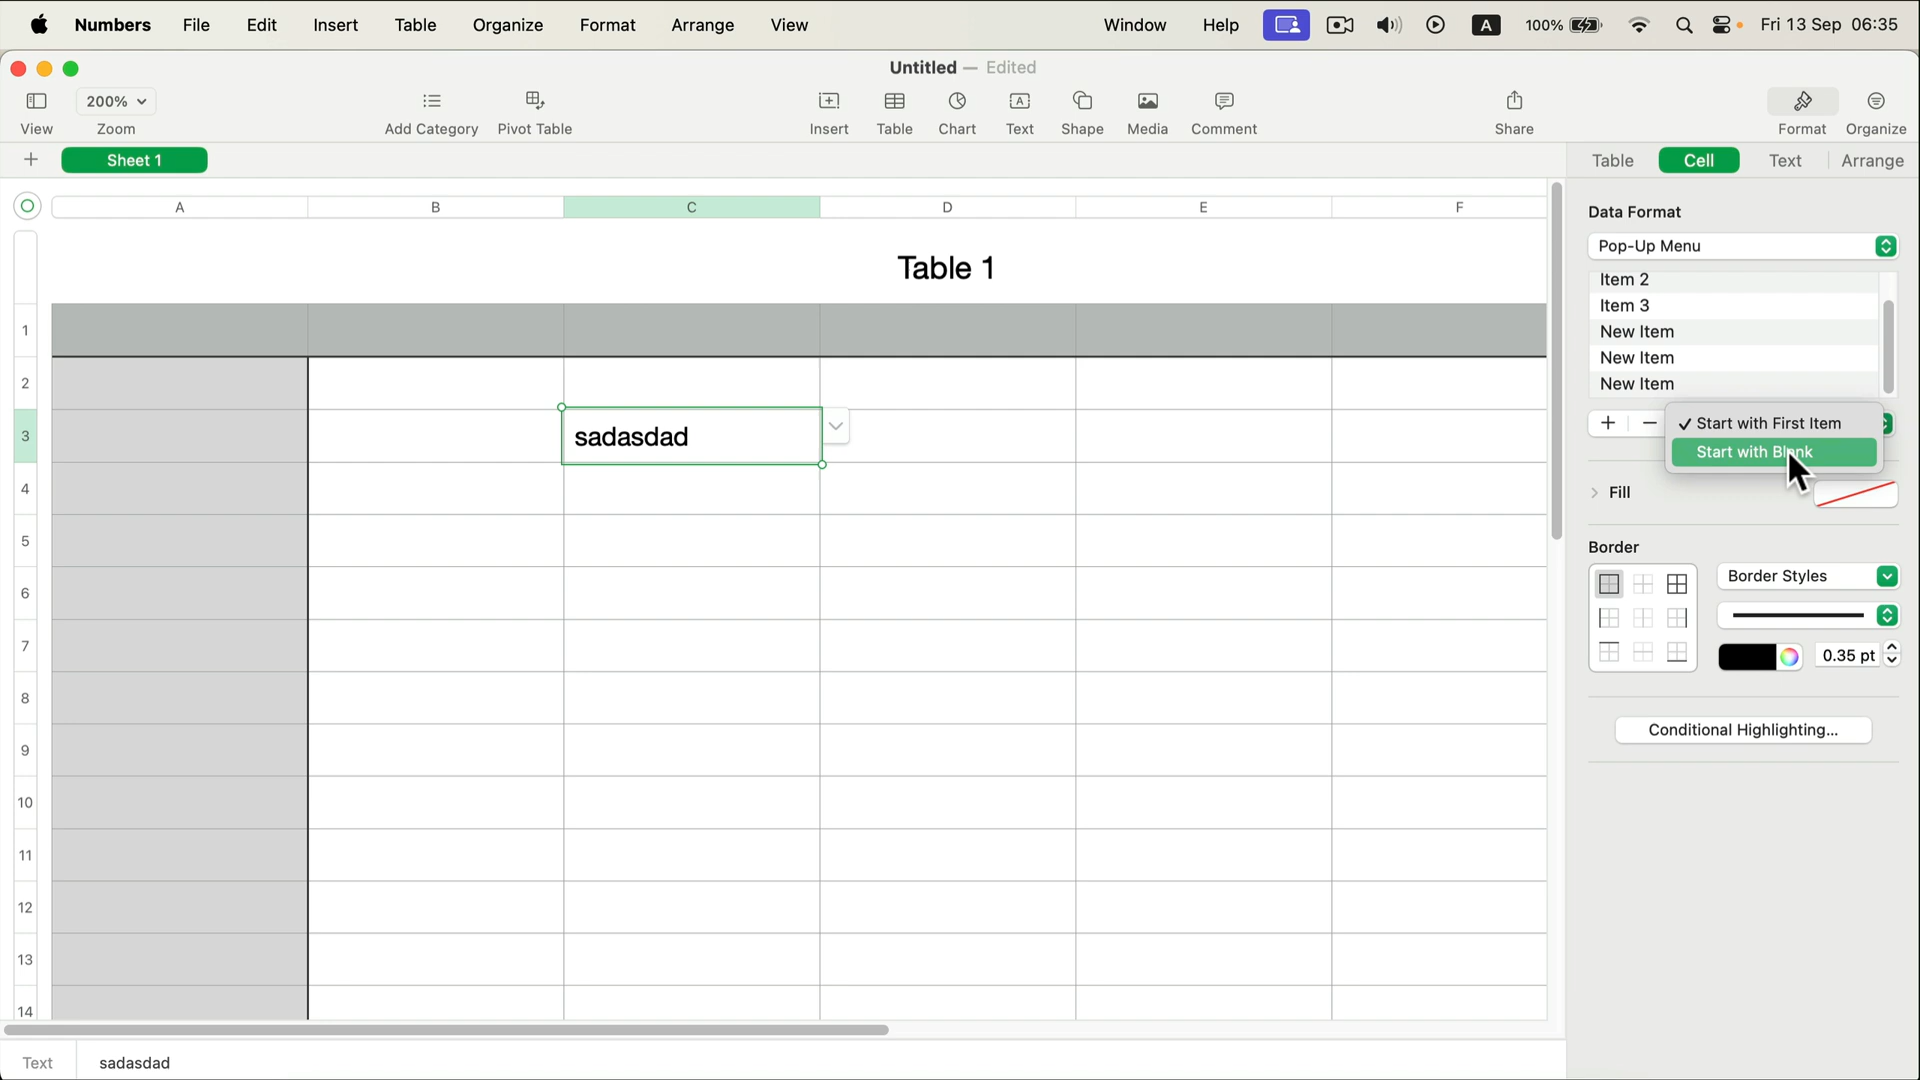 Numbers File Edit Insert Table Organize Format Arrange View Window Help A 100% Fri 13 Sep 06:35
Untitled — Edited
200%
View Zoom Add Category Pivot Table Insert Table Chart Text Shape Media Comment Share Format Organize
Sheet 1
Table Cell Text Arrange
A B C D E F
Table 1
1
2
3 sadasdad
4
5
6
7
8
9
10
11
12
13
14
Text sadasdad
Data Format
Pop-Up Menu
Item 2
Item 3
New Item
New Item
New Item
+ − ✓ Start with First Item
Start with Blank
Fill
Border
Border Styles
0.35 pt
Conditional Highlighting...